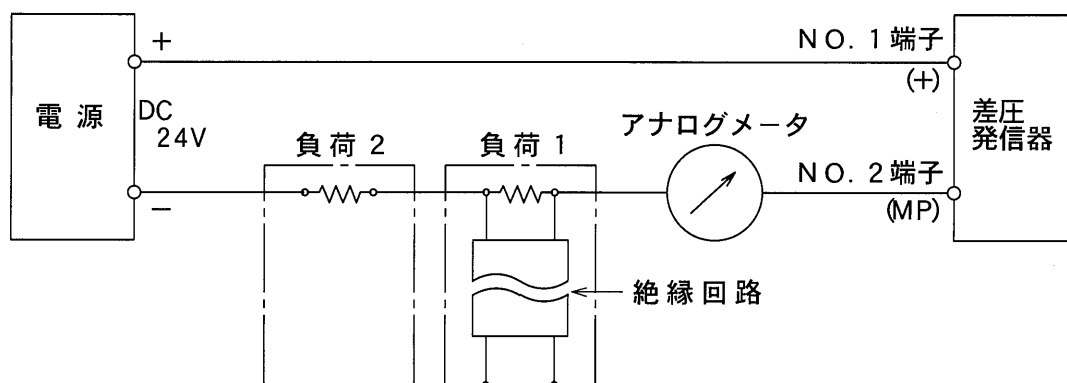 +
NO. 1端子
(+)
電源
DC
24V
差圧
発信器
アナログメータ
負荷2
負荷1
NO. 2端子
(MP)
−
絶縁回路